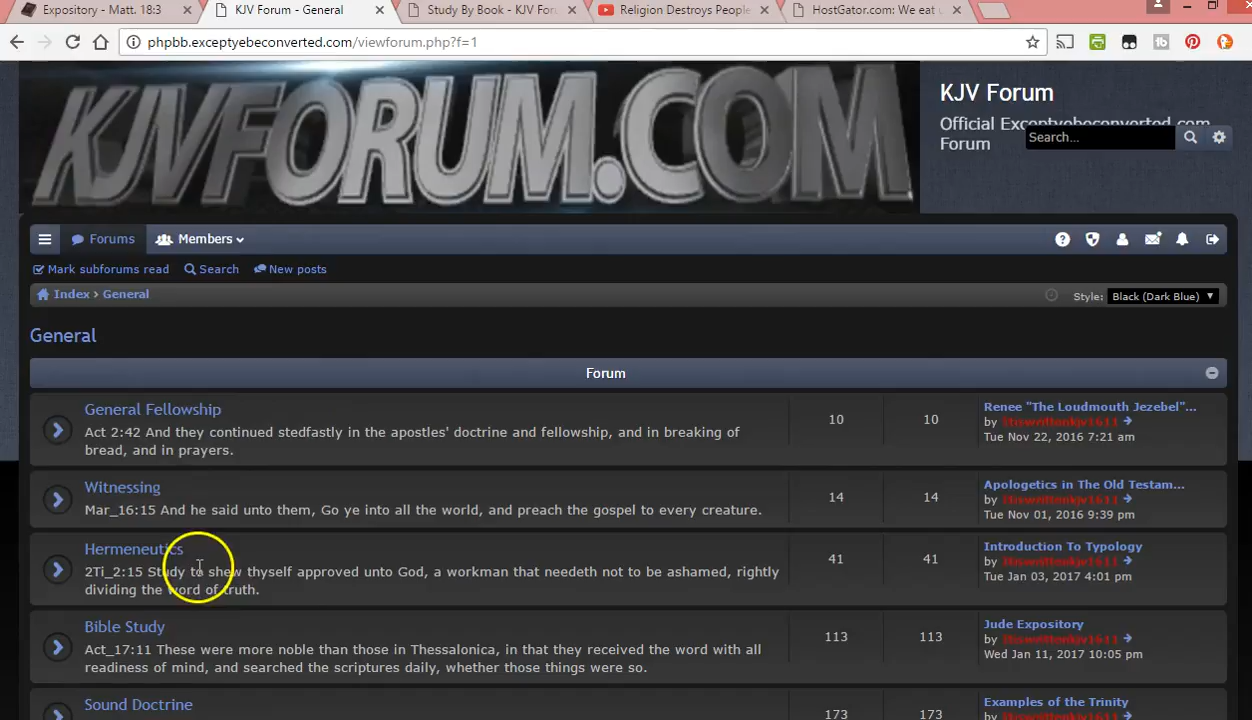 Expository - Matt. 18:3
KJV Forum - General
Study By Book - KJV For
Religion Destroys People
HostGator.com: We eat u
phpbb.exceptyebeconverted.com/viewforum.php?f=1
KJVFORUM.COM
KJV Forum
Official Exceptyebeconverted.com
Forum
Search...
Forums
Members
Mark subforums read
Search
New posts
Index › General
Style:
Black (Dark Blue)
General
Forum
General Fellowship
Act 2:42 And they continued stedfastly in the apostles' doctrine and fellowship, and in breaking of
bread, and in prayers.
10
10
Renee "The Loudmouth Jezebel"...
by Itiswrittenkjv1611
Tue Nov 22, 2016 7:21 am
Witnessing
Mar_16:15 And he said unto them, Go ye into all the world, and preach the gospel to every creature.
14
14
Apologetics in The Old Testam...
by Itiswrittenkjv1611
Tue Nov 01, 2016 9:39 pm
Hermeneutics
2Ti_2:15 Study to shew thyself approved unto God, a workman that needeth not to be ashamed, rightly
dividing the word of truth.
41
41
Introduction To Typology
by Itiswrittenkjv1611
Tue Jan 03, 2017 4:01 pm
Bible Study
Act_17:11 These were more noble than those in Thessalonica, in that they received the word with all
readiness of mind, and searched the scriptures daily, whether those things were so.
113
113
Jude Expository
by Itiswrittenkjv1611
Wed Jan 11, 2017 10:05 pm
Sound Doctrine
173
173
Examples of the Trinity
by Itiswrittenkjv1611